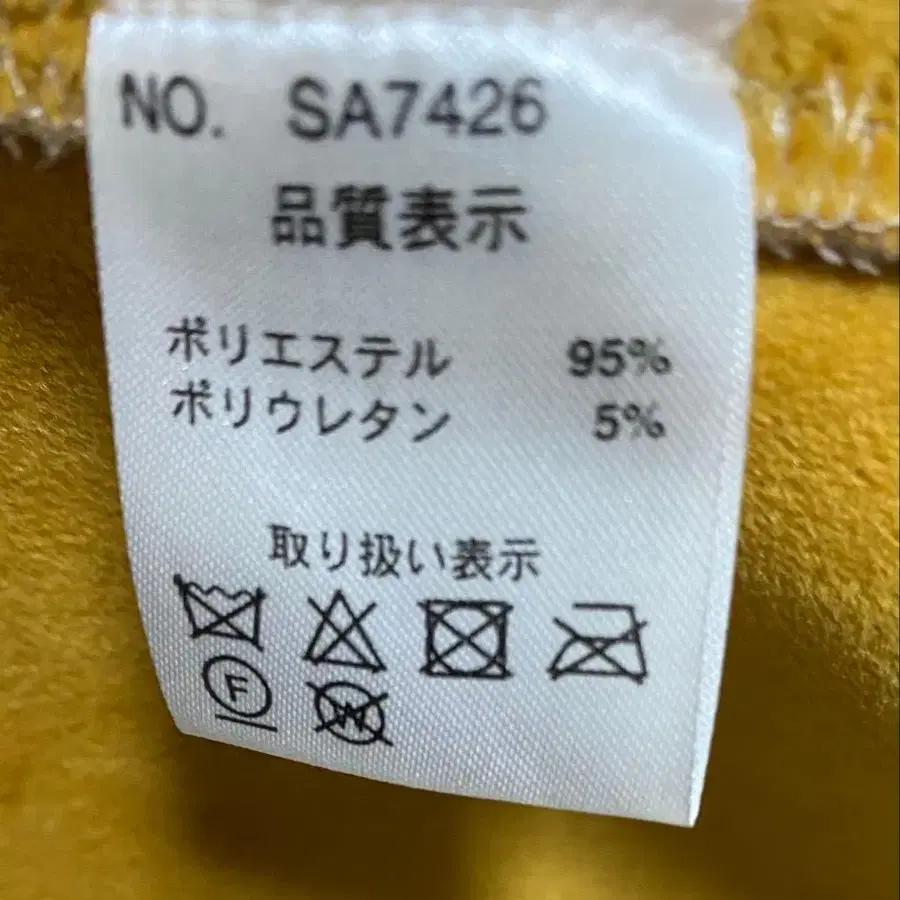 NO. SA7426
品質表示
ポリエステル 95%
ポリウレタン 5%
取り扱い表示
F
W